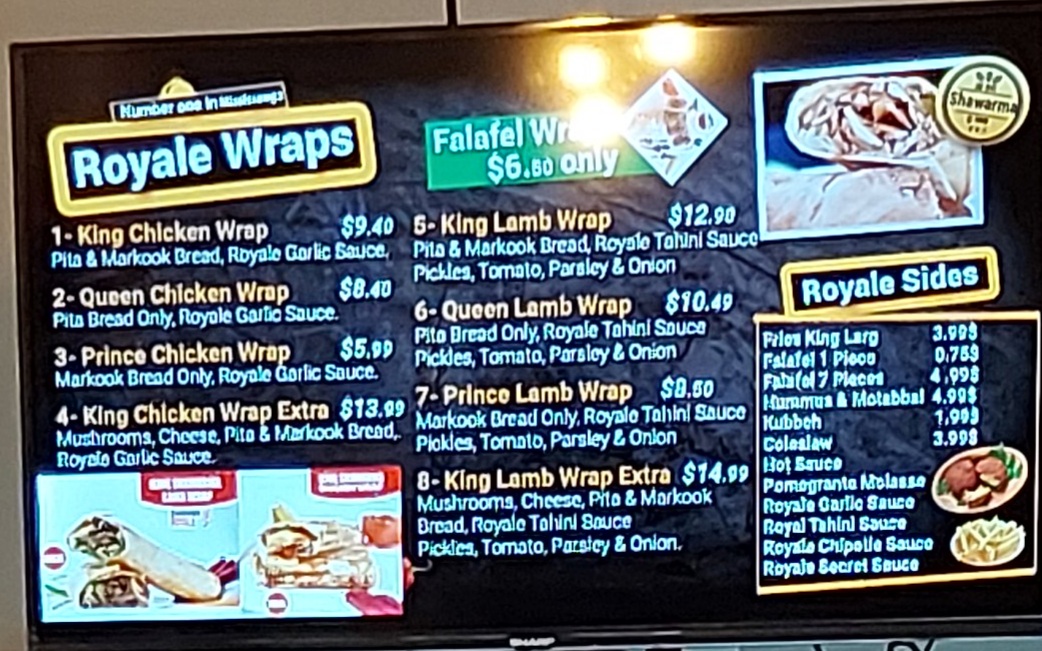 Number one in Mississauga
Royale Wraps
1- King Chicken Wrap $9.40
Pita & Markook Bread, Royale Garlic Sauce.
2- Queen Chicken Wrap $8.40
Pita Bread Only, Royale Garlic Sauce.
3- Prince Chicken Wrap $5.99
Markook Bread Only, Royale Garlic Sauce.
4- King Chicken Wrap Extra $13.99
Mushrooms, Cheese, Pita & Markook Bread,
Royale Garlic Sauce.
Falafel
$6.60 only
5- King Lamb Wrap $12.90
Pita & Markook Bread, Royale Tahini Sauce
Pickles, Tomato, Parsley & Onion
6- Queen Lamb Wrap $10.49
Pita Bread Only, Royale Tahini Sauce
Pickles, Tomato, Parsley & Onion
7- Prince Lamb Wrap $8.60
Markook Bread Only, Royale Tahini Sauce
Pickles, Tomato, Parsley & Onion
8- King Lamb Wrap Extra $14.99
Mushrooms, Cheese, Pita & Markook
Bread, Royale Tahini Sauce
Pickles, Tomato, Parsley & Onion.
Shawarma
Royale Sides
Fries King Larg 3.99$
Falafel 1 Piece 0.75$
Falafel 7 Pieces 4.99$
Hummus & Motabbal 4.99$
Kubbeh 1.99$
Coleslaw 3.99$
Hot Sauce
Pomegranate Molasse
Royale Garlic Sauce
Royal Tahini Sauce
Royale Chipotle Sauce
Royale Secret Sauce
SHARP